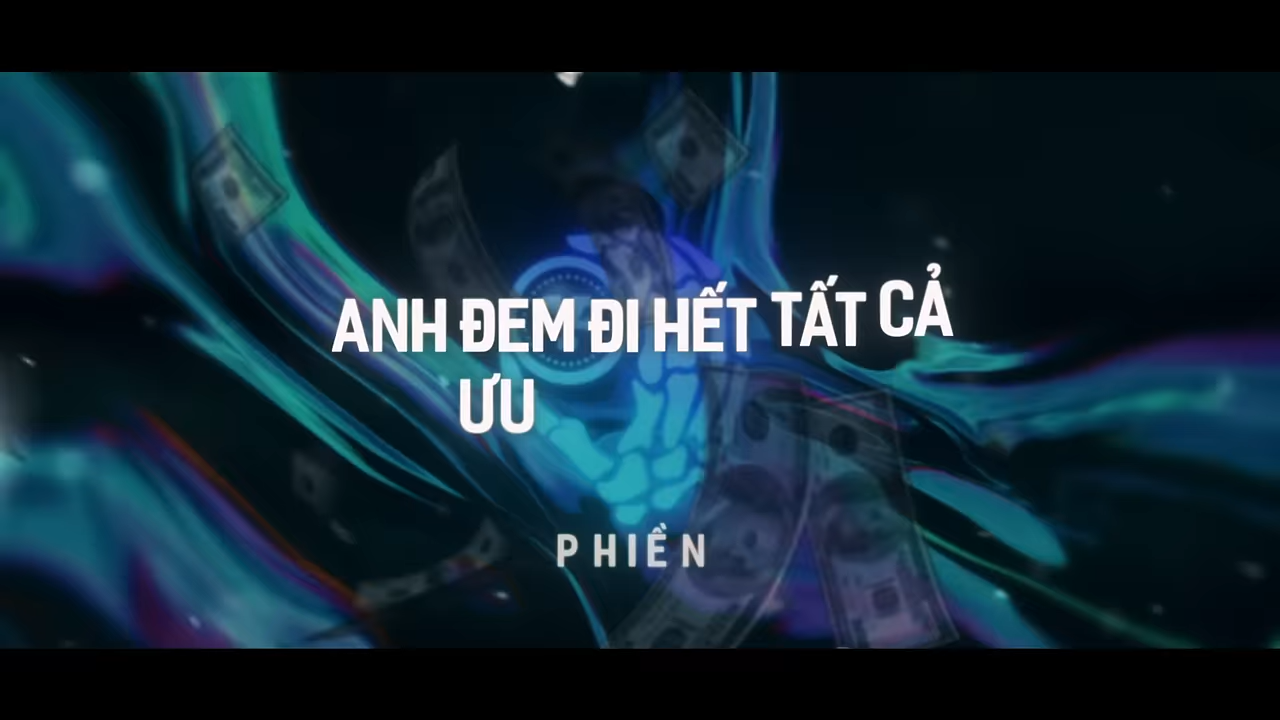 ANH ĐEM ĐI HẾT TẤT CẢ
ƯU
PHIỀN